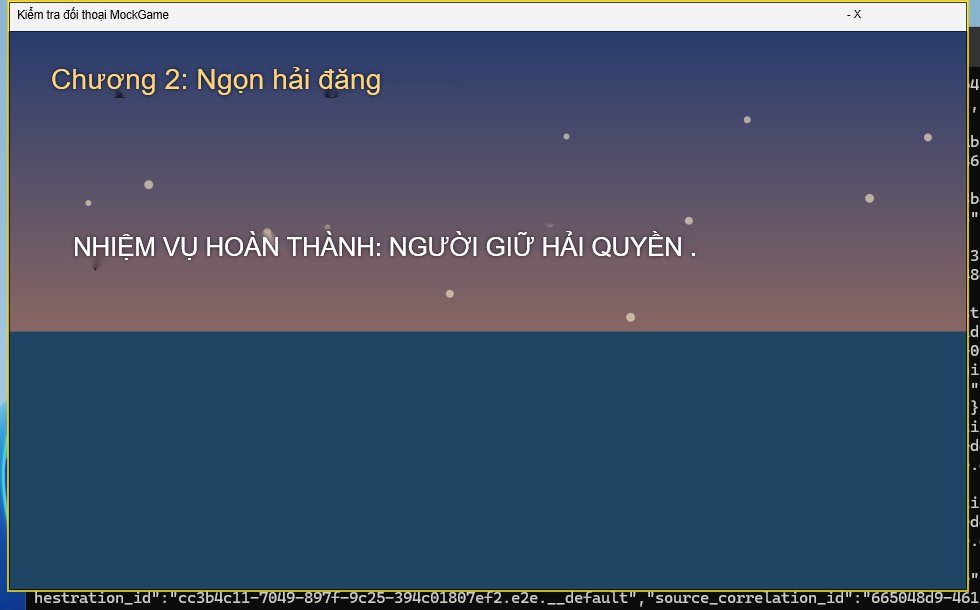 Kiểm tra đối thoại MockGame
- X
Chương 2: Ngọn hải đăng
NHIỆM VỤ HOÀN THÀNH: NGƯỜI GIỮ HẢI QUYỀN .
hestration_id":"cc3b4c11-7049-897f-9c25-394c01807ef2.e2e.__default","source_correlation_id":"665048d9-461